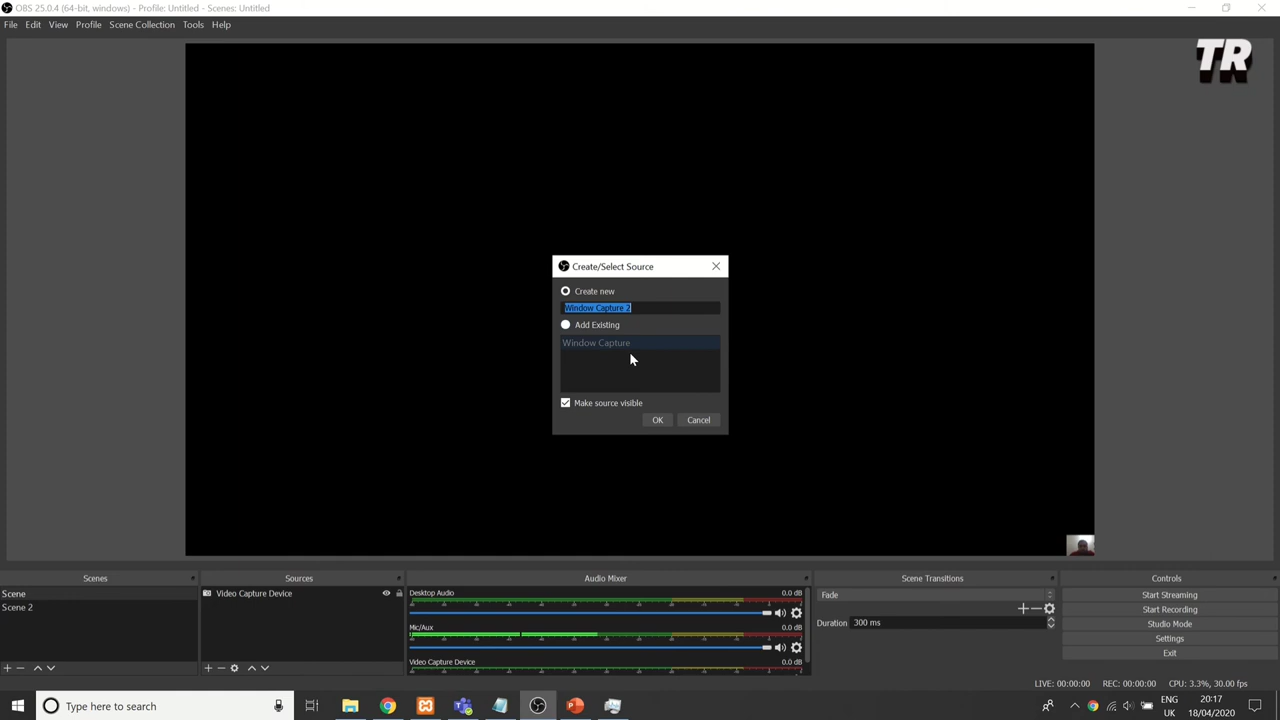 OBS 25.0.4 (64-bit, windows) - Profile: Untitled - Scenes: Untitled
File Edit View Profile Scene Collection Tools Help
TR
Create/Select Source
Create new
Window Capture 2
Add Existing
Window Capture
Make source visible
OK Cancel
Scenes
Scene
Scene 2
Sources
Video Capture Device
Audio Mixer
Desktop Audio 0.0 dB
Mic/Aux 0.0 dB
Video Capture Device 0.0 dB
Scene Transitions
Fade
Duration 300 ms
Controls
Start Streaming
Start Recording
Studio Mode
Settings
Exit
LIVE: 00:00:00 REC: 00:00:00 CPU: 3.3%, 30.00 fps
Type here to search
ENG
UK
20:17
18/04/2020